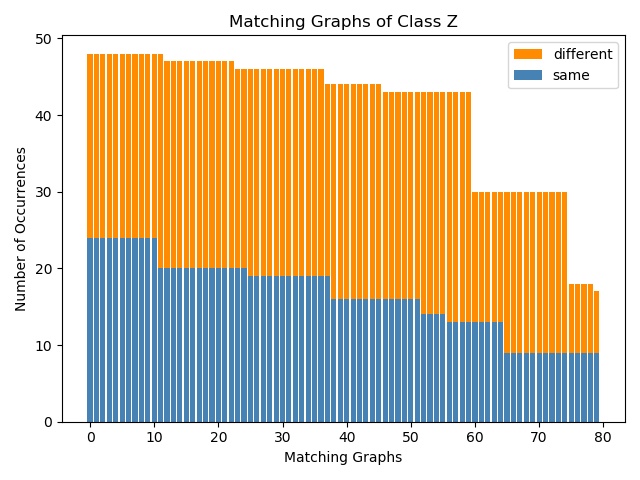 Matching Graphs of Class Z
different
same
Number of Occurrences
50
40
30
20
10
0
0 10 20 30 40 50 60 70 80
Matching Graphs